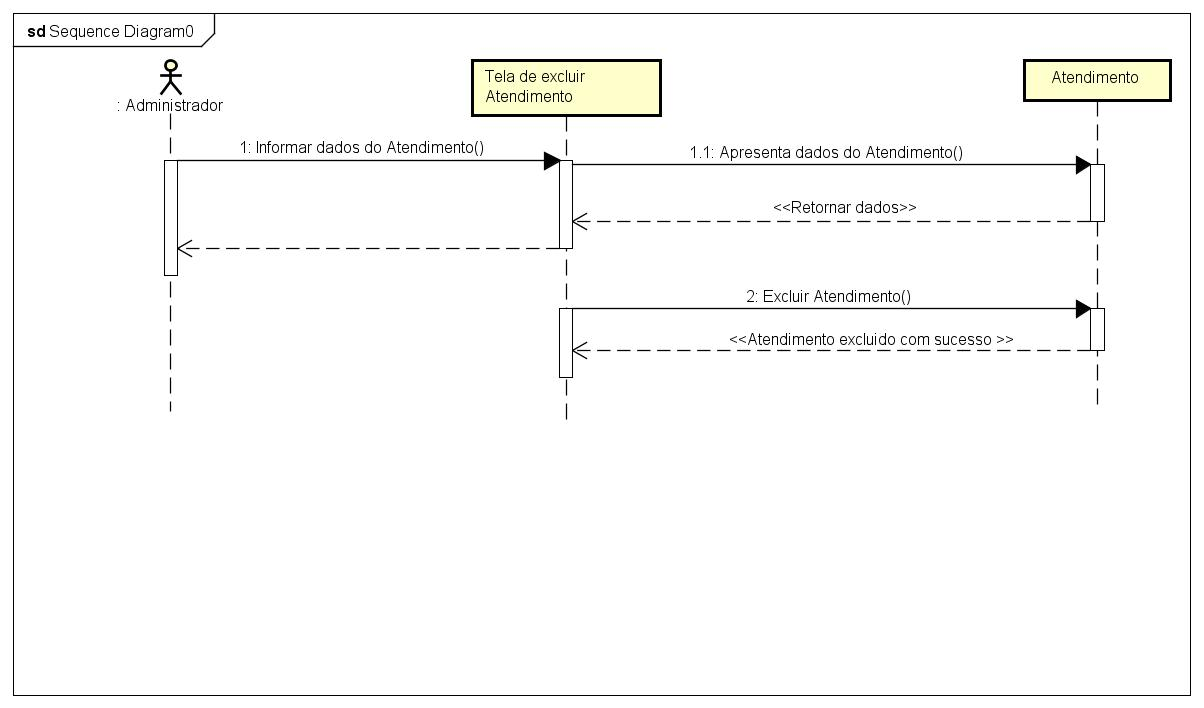 sd Sequence Diagram0
: Administrador
Tela de excluir
Atendimento
Atendimento
1: Informar dados do Atendimento()
1.1: Apresenta dados do Atendimento()
<<Retornar dados>>
2: Excluir Atendimento()
<<Atendimento excluido com sucesso >>